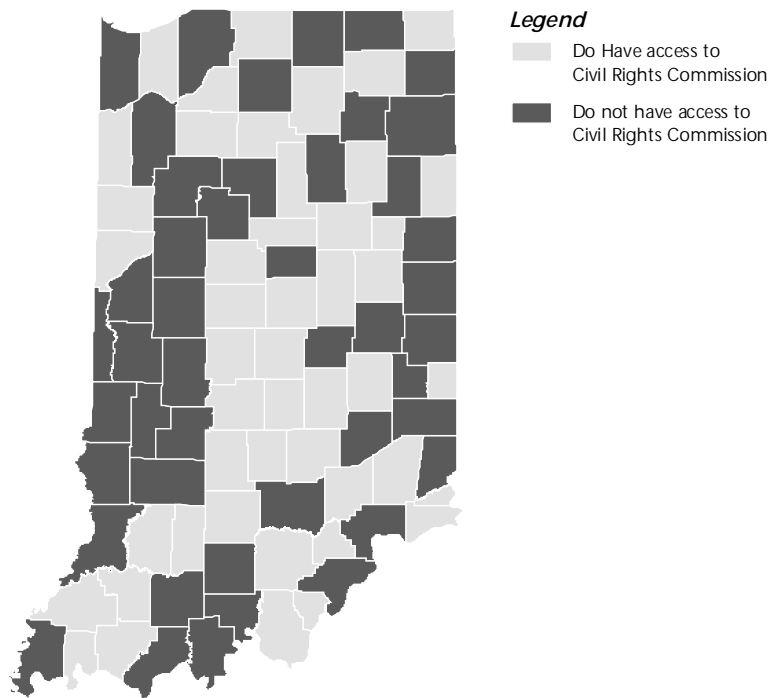 Legend
Do Have access to
Civil Rights Commission
Do not have access to
Civil Rights Commission